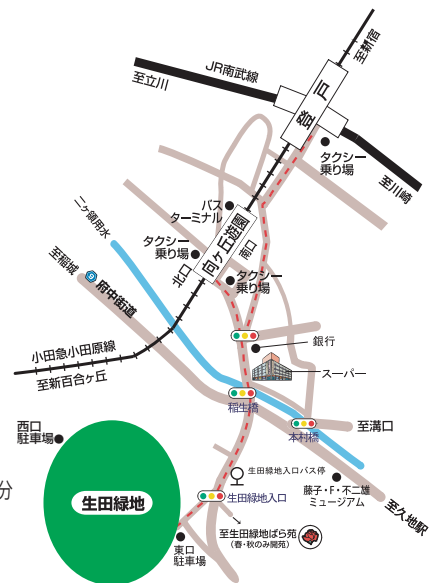 至新宿
JR南武線
至立川
登戸
タクシー
乗り場
至川崎
バス
ターミナル
向ヶ丘遊園
南口
北口
タクシー
乗り場
タクシー
乗り場
二ヶ領用水
至稲城
府中街道
小田急小田原線
至新百合ヶ丘
銀行
スーパー
稲生橋
本村橋
至溝口
西口
駐車場
生田緑地
分
生田緑地入口バス停
生田緑地入口
藤子・F・不二雄
ミュージアム
至久地駅
至生田緑地ばら苑
(春・秋のみ開苑)
東口
駐車場